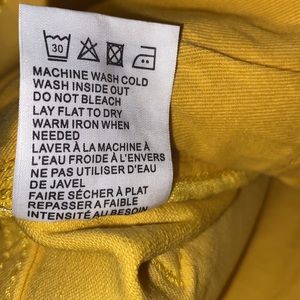 30
MACHINE WASH COLD
WASH INSIDE OUT
DO NOT BLEACH
LAY FLAT TO DRY
WARM IRON WHEN
NEEDED
LAVER À LA MACHINE À
L'EAU FROIDE À L'ENVERS
NE PAS UTILISER D'EAU
DE JAVEL
FAIRE SÉCHER À PLAT
REPASSER A FAIBLE
INTENSITÉ AU BESOIN